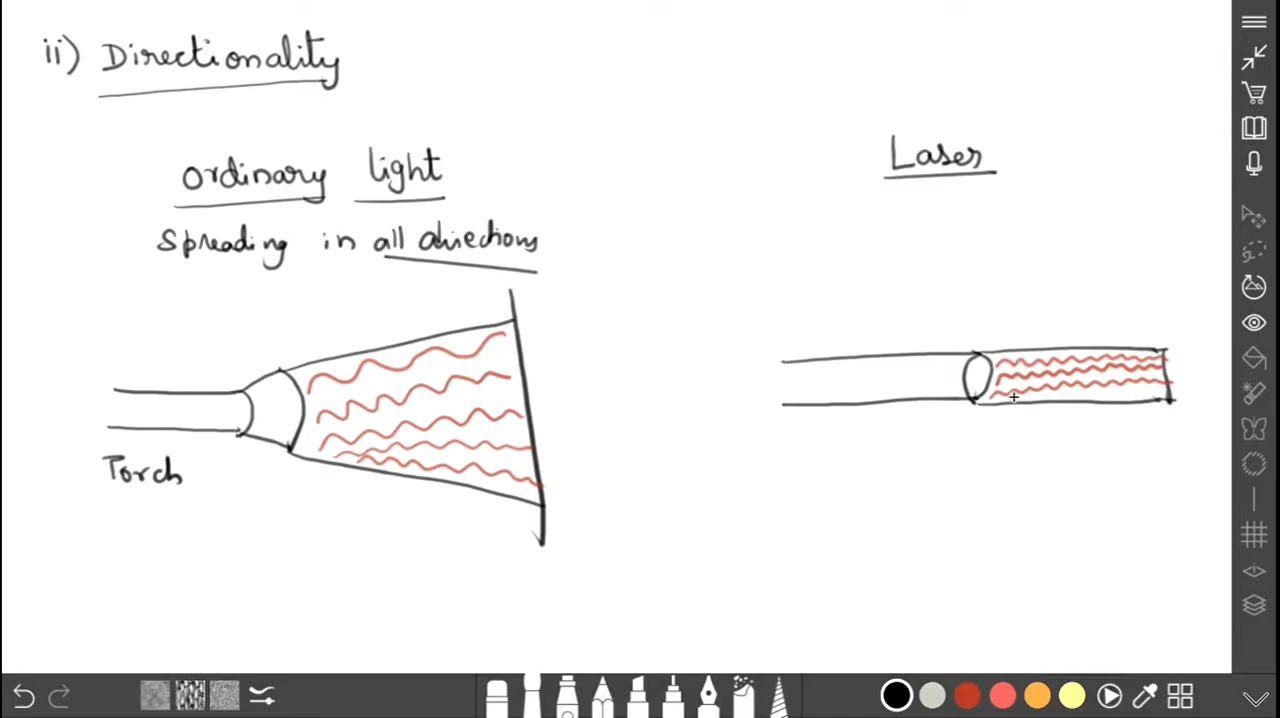 ii) Directionality
ordinary light
Spreading in all directions
Torch
Laser